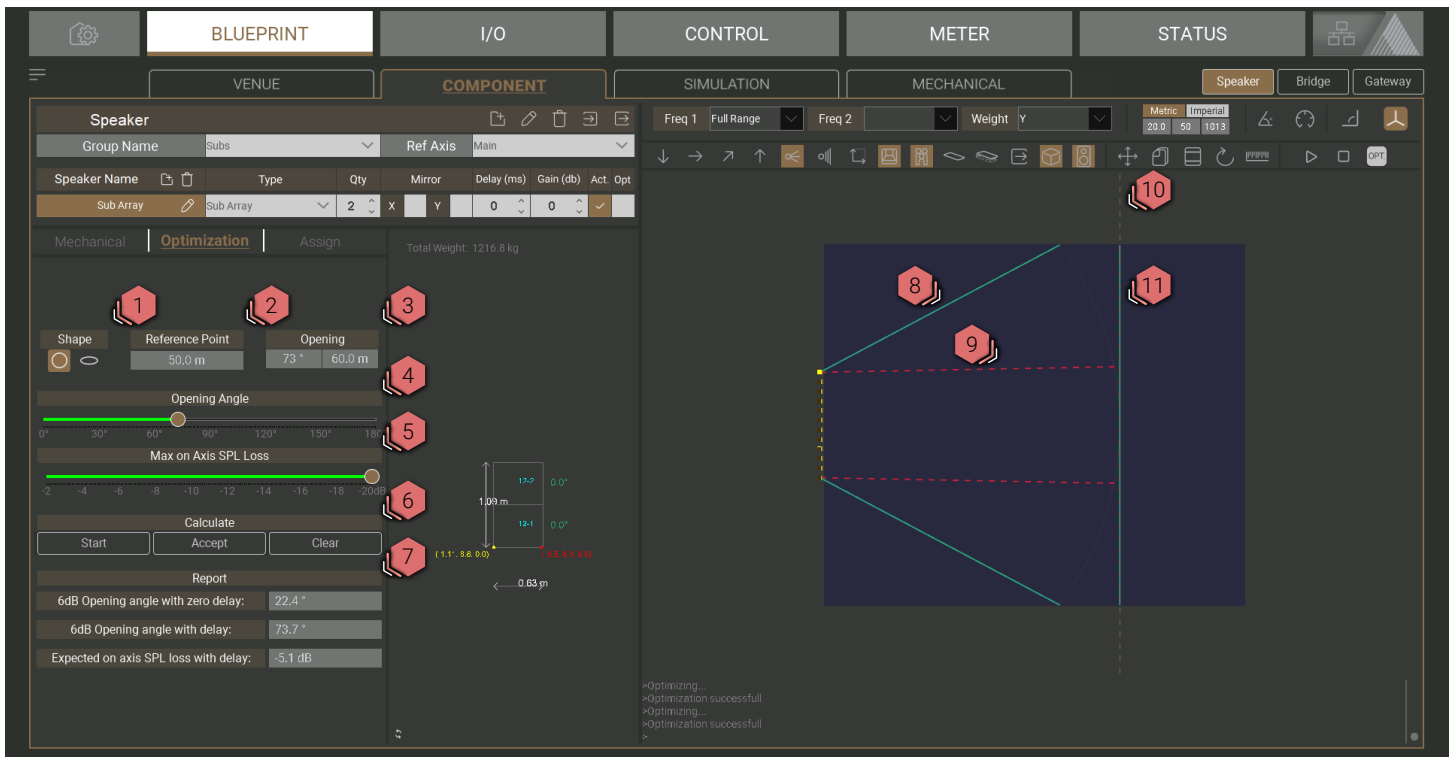 BLUEPRINT I/O CONTROL METER STATUS
VENUE COMPONENT SIMULATION MECHANICAL Speaker Bridge Gateway
Speaker
Freq 1 Full Range Freq 2 Weight Y Metric Imperial
20.0 50 1013
Group Name Subs Ref Axis Main
OPT.
Speaker Name Type Qty Mirror Delay (ms) Gain (db) Act. Opt
Sub Array Sub Array 2 X Y 0 0
10
Mechanical Optimization Assign
Total Weight: 1216.8 kg
1 2 3 8 11
Shape Reference Point Opening
50.0 m 73 ° 60.0 m
9
4
Opening Angle
0° 30° 60° 90° 120° 150° 180
5
Max on Axis SPL Loss
-2 -4 -6 -8 -10 -12 -14 -16 -18 -20dB
12-2 0.0°
6
1.09 m
Calculate
12-1 0.0°
Start Accept Clear
7
0.63 m
Report
6dB Opening angle with zero delay: 22.4 °
6dB Opening angle with delay: 73.7 °
Expected on axis SPL loss with delay: -5.1 dB
>Optimizing...
>Optimization successfull
>Optimizing...
>Optimization successfull
>